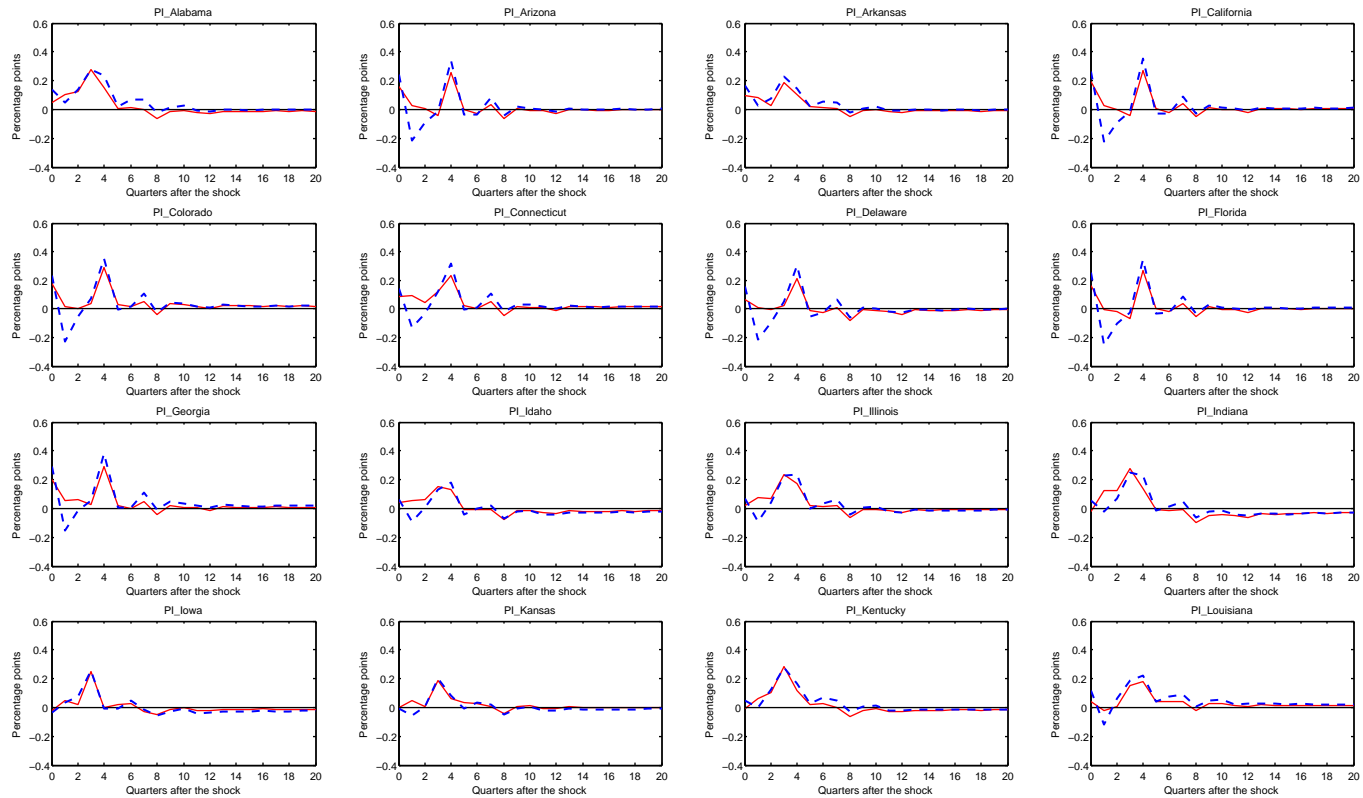 PI_Alabama
Percentage points
0.6
0.4
0.2
0
−0.2
−0.4
0 2 4 6 8 10 12 14 16 18 20
Quarters after the shock
PI_Arizona
Percentage points
0.6
0.4
0.2
0
−0.2
−0.4
0 2 4 6 8 10 12 14 16 18 20
Quarters after the shock
PI_Arkansas
Percentage points
0.6
0.4
0.2
0
−0.2
−0.4
0 2 4 6 8 10 12 14 16 18 20
Quarters after the shock
PI_California
Percentage points
0.6
0.4
0.2
0
−0.2
−0.4
0 2 4 6 8 10 12 14 16 18 20
Quarters after the shock
PI_Colorado
Percentage points
0.6
0.4
0.2
0
−0.2
−0.4
0 2 4 6 8 10 12 14 16 18 20
Quarters after the shock
PI_Connecticut
Percentage points
0.6
0.4
0.2
0
−0.2
−0.4
0 2 4 6 8 10 12 14 16 18 20
Quarters after the shock
PI_Delaware
Percentage points
0.6
0.4
0.2
0
−0.2
−0.4
0 2 4 6 8 10 12 14 16 18 20
Quarters after the shock
PI_Florida
Percentage points
0.6
0.4
0.2
0
−0.2
−0.4
0 2 4 6 8 10 12 14 16 18 20
Quarters after the shock
PI_Georgia
Percentage points
0.6
0.4
0.2
0
−0.2
−0.4
0 2 4 6 8 10 12 14 16 18 20
Quarters after the shock
PI_Idaho
Percentage points
0.6
0.4
0.2
0
−0.2
−0.4
0 2 4 6 8 10 12 14 16 18 20
Quarters after the shock
PI_Illinois
Percentage points
0.6
0.4
0.2
0
−0.2
−0.4
0 2 4 6 8 10 12 14 16 18 20
Quarters after the shock
PI_Indiana
Percentage points
0.6
0.4
0.2
0
−0.2
−0.4
0 2 4 6 8 10 12 14 16 18 20
Quarters after the shock
PI_Iowa
Percentage points
0.6
0.4
0.2
0
−0.2
−0.4
0 2 4 6 8 10 12 14 16 18 20
Quarters after the shock
PI_Kansas
Percentage points
0.6
0.4
0.2
0
−0.2
−0.4
0 2 4 6 8 10 12 14 16 18 20
Quarters after the shock
PI_Kentucky
Percentage points
0.6
0.4
0.2
0
−0.2
−0.4
0 2 4 6 8 10 12 14 16 18 20
Quarters after the shock
PI_Louisiana
Percentage points
0.6
0.4
0.2
0
−0.2
−0.4
0 2 4 6 8 10 12 14 16 18 20
Quarters after the shock